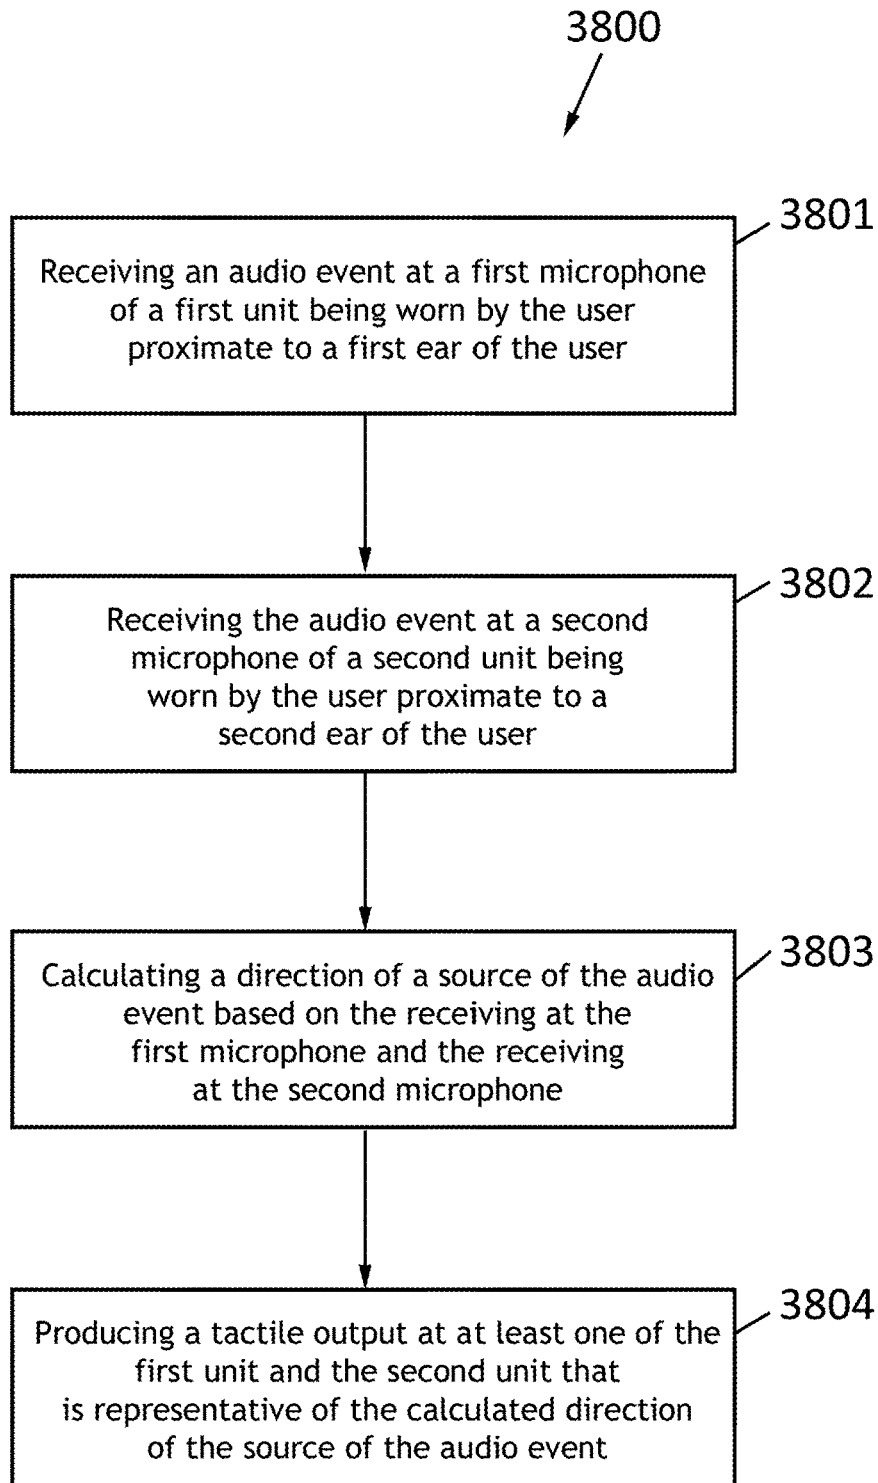 3800
3801
Receiving an audio event at a first microphone
of a first unit being worn by the user
proximate to a first ear of the user
3802
Receiving the audio event at a second
microphone of a second unit being
worn by the user proximate to a
second ear of the user
3803
Calculating a direction of a source of the audio
event based on the receiving at the
first microphone and the receiving
at the second microphone
3804
Producing a tactile output at at least one of the
first unit and the second unit that
is representative of the calculated direction
of the source of the audio event